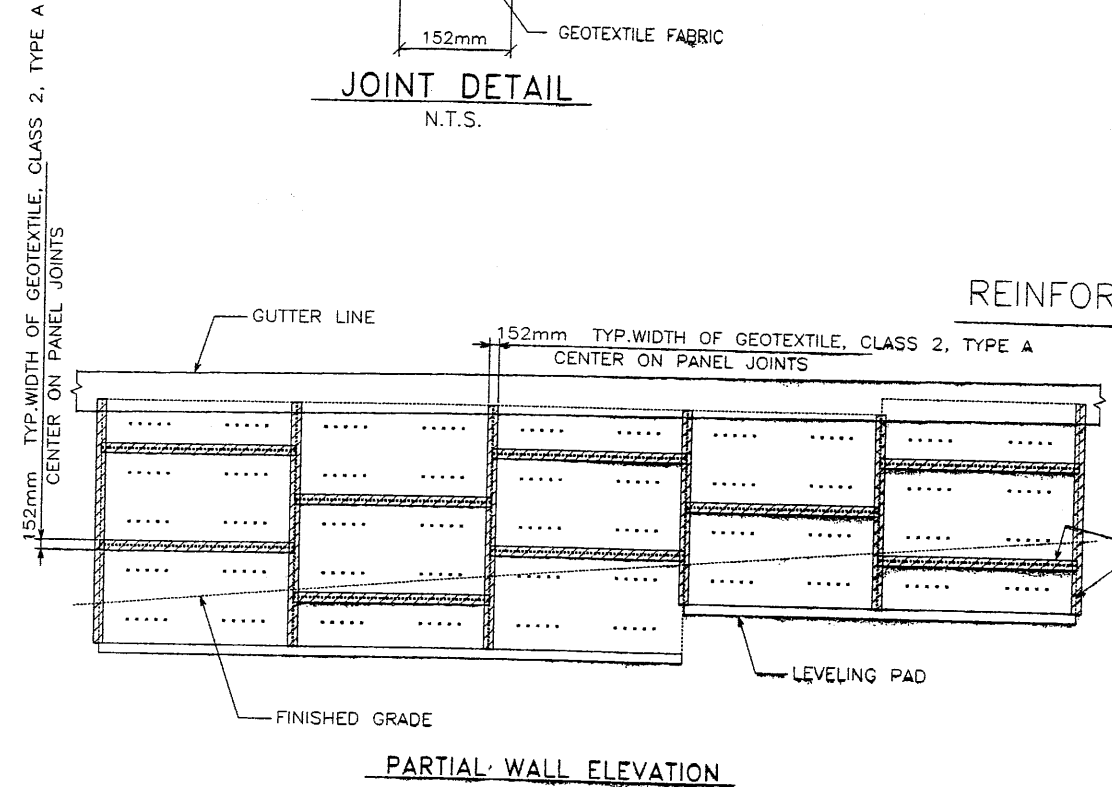 152mm
GEOTEXTILE FABRIC
JOINT DETAIL
N.T.S.
152mm TYP.WIDTH OF GEOTEXTILE, CLASS 2, TYPE A
CENTER ON PANEL JOINTS
REINFOR
GUTTER LINE
152mm TYP.WIDTH OF GEOTEXTILE, CLASS 2, TYPE A
CENTER ON PANEL JOINTS
LEVELING PAD
FINISHED GRADE
PARTIAL WALL ELEVATION